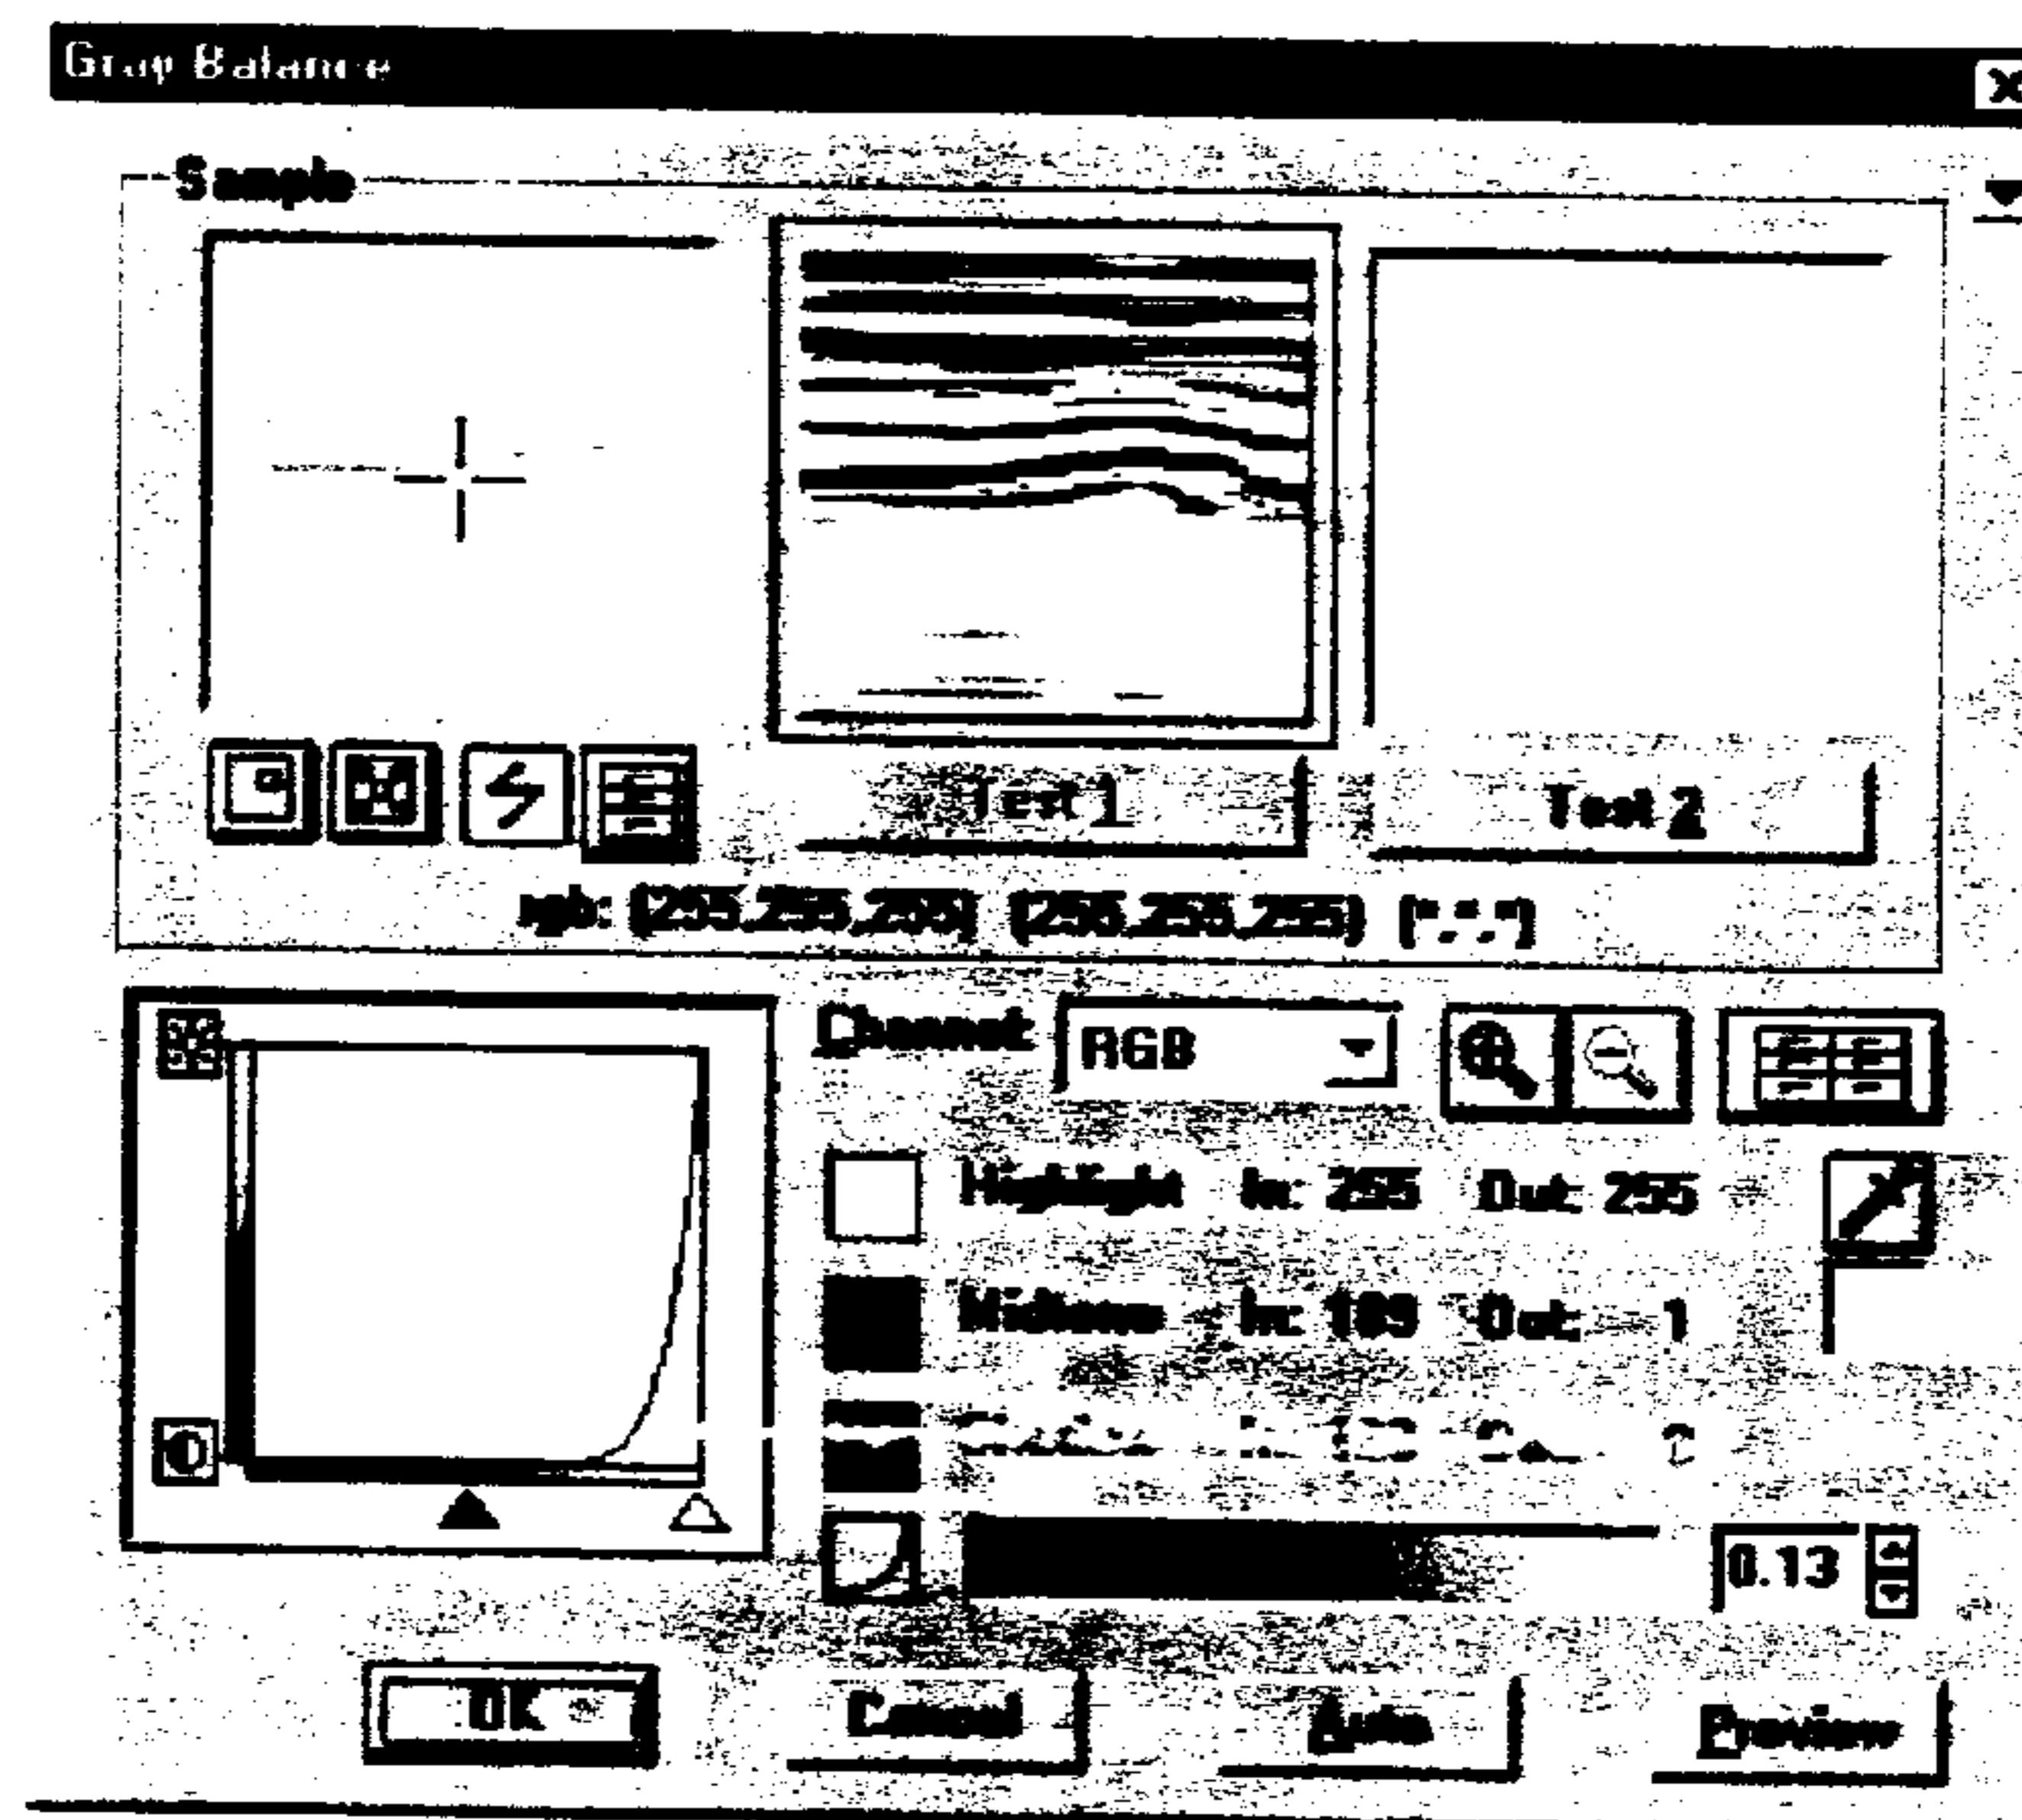 Gray Balance
Sample
Test 1
Test 2
rgb: (255,255,255) (255,255,255) (*,*,*)
Channel: RGB
Highlight In: 255 Out: 255
Midtone In: 189 Out: 1
0.13
OK Cancel Auto Preview